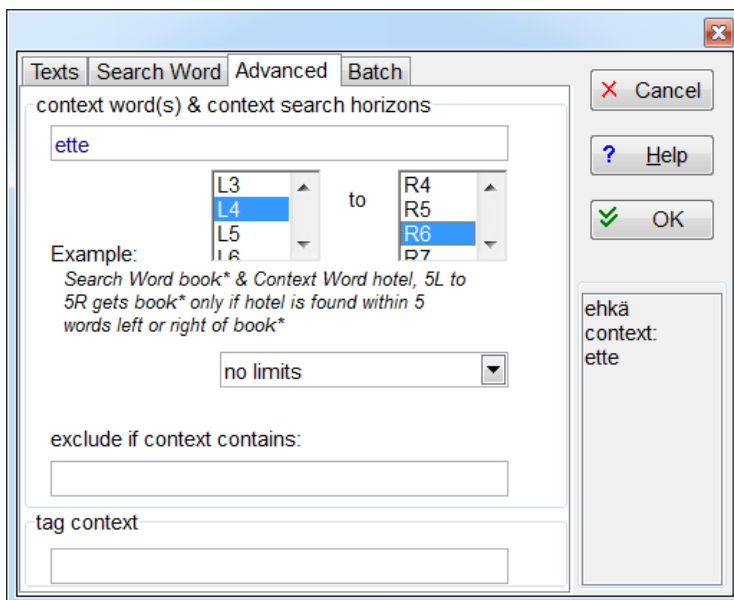 Texts Search Word Advanced Batch
context word(s) & context search horizons
ette
L3
L4
L5
L6
to
R4
R5
R6
R7
Example:
Search Word book* & Context Word hotel, 5L to
5R gets book* only if hotel is found within 5
words left or right of book*
no limits
exclude if context contains:
tag context
Cancel
? Help
OK
ehkä
context:
ette